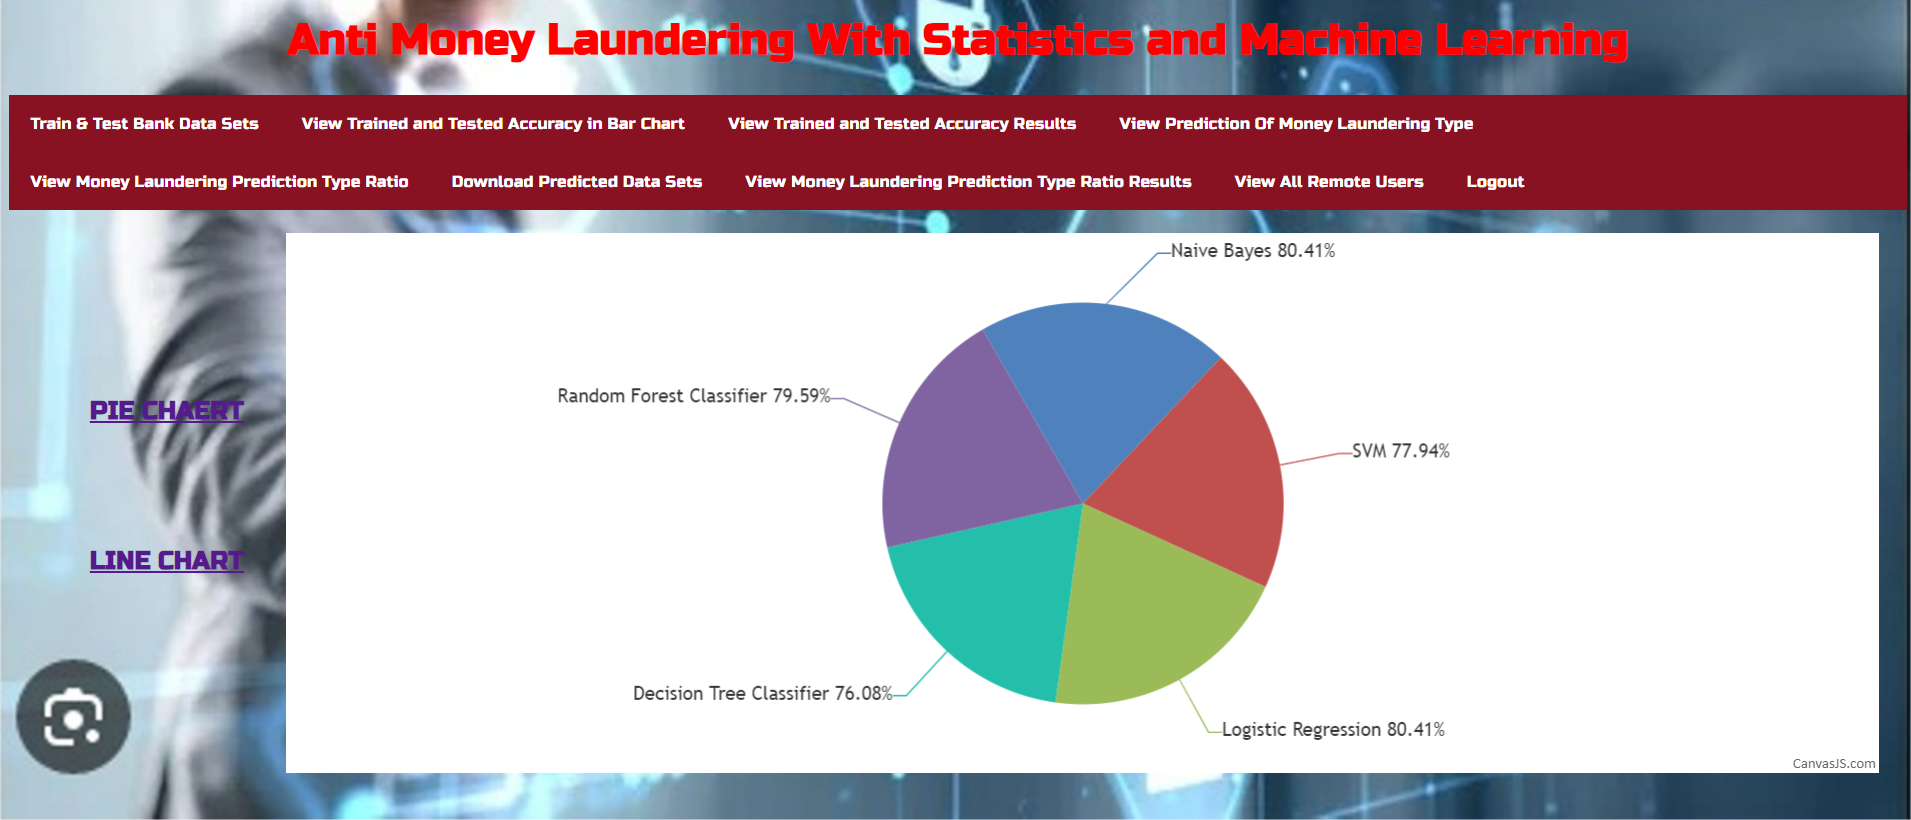 Anti Money Laundering With Statistics and Machine Learning
Train & Test Bank Data Sets View Trained and Tested Accuracy in Bar Chart View Trained and Tested Accuracy Results View Prediction Of Money Laundering Type
View Money Laundering Prediction Type Ratio Download Predicted Data Sets View Money Laundering Prediction Type Ratio Results View All Remote Users Logout
Naive Bayes 80.41%
Random Forest Classifier 79.59%
PIE CHAERT
SVM 77.94%
LINE CHART
Decision Tree Classifier 76.08%
Logistic Regression 80.41%
CanvasJS.com